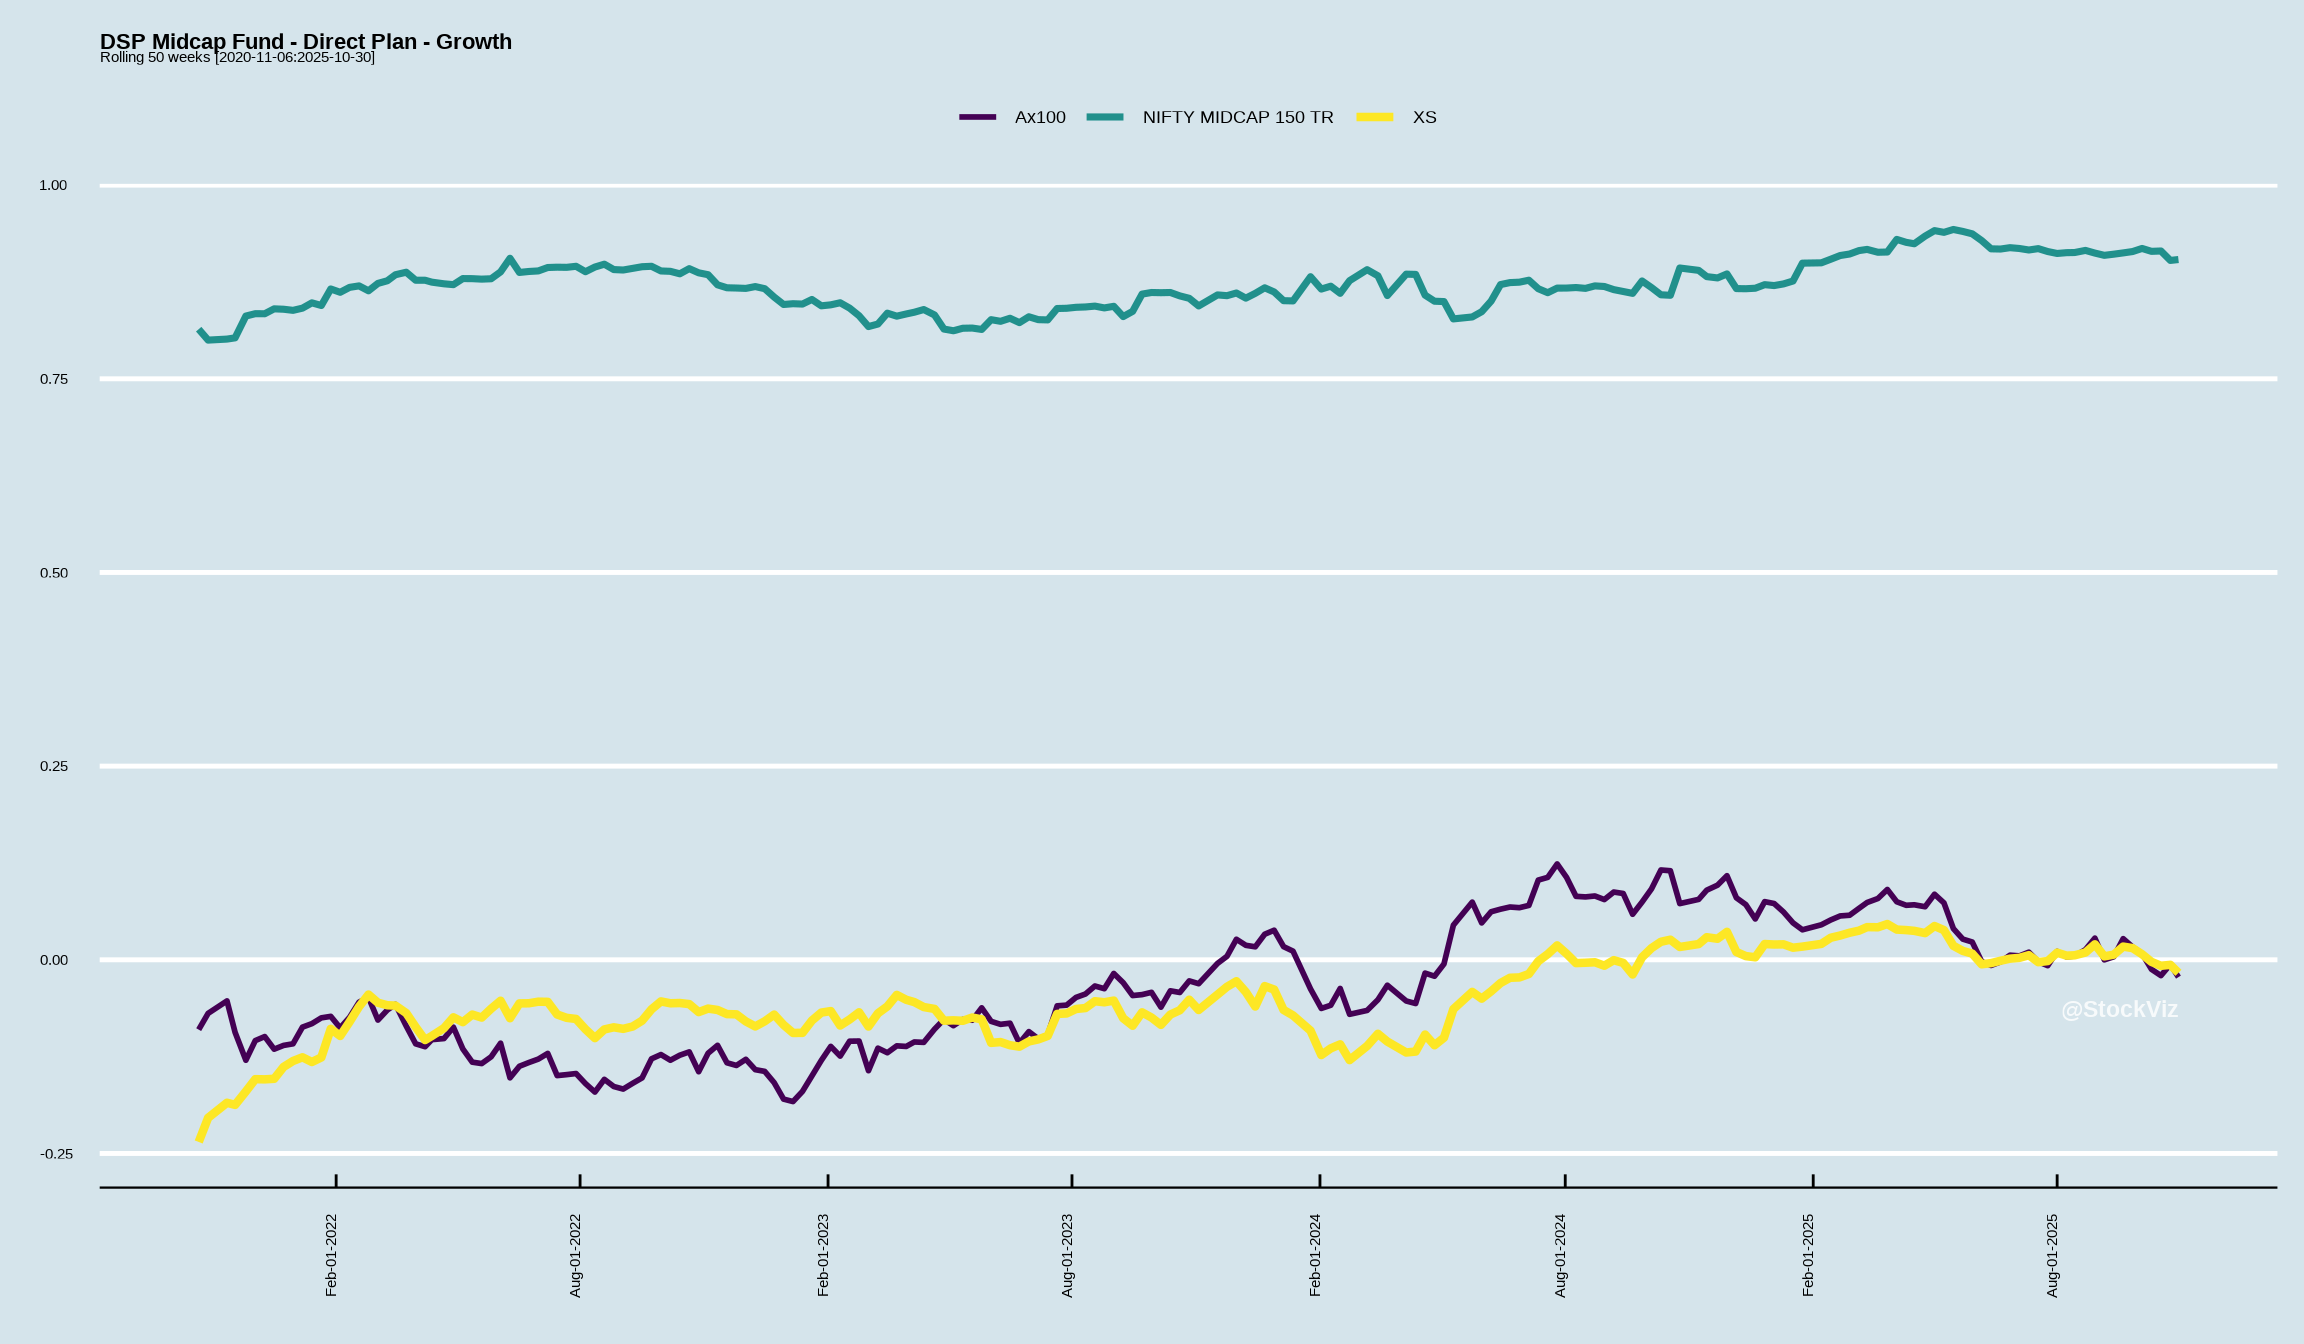 DSP Midcap Fund - Direct Plan - Growth
Rolling 50 weeks [2020-11-06:2025-10-30]
Ax100 NIFTY MIDCAP 150 TR XS
1.00
0.75
0.50
0.25
0.00
-0.25
@StockViz
Feb-01-2022
Aug-01-2022
Feb-01-2023
Aug-01-2023
Feb-01-2024
Aug-01-2024
Feb-01-2025
Aug-01-2025